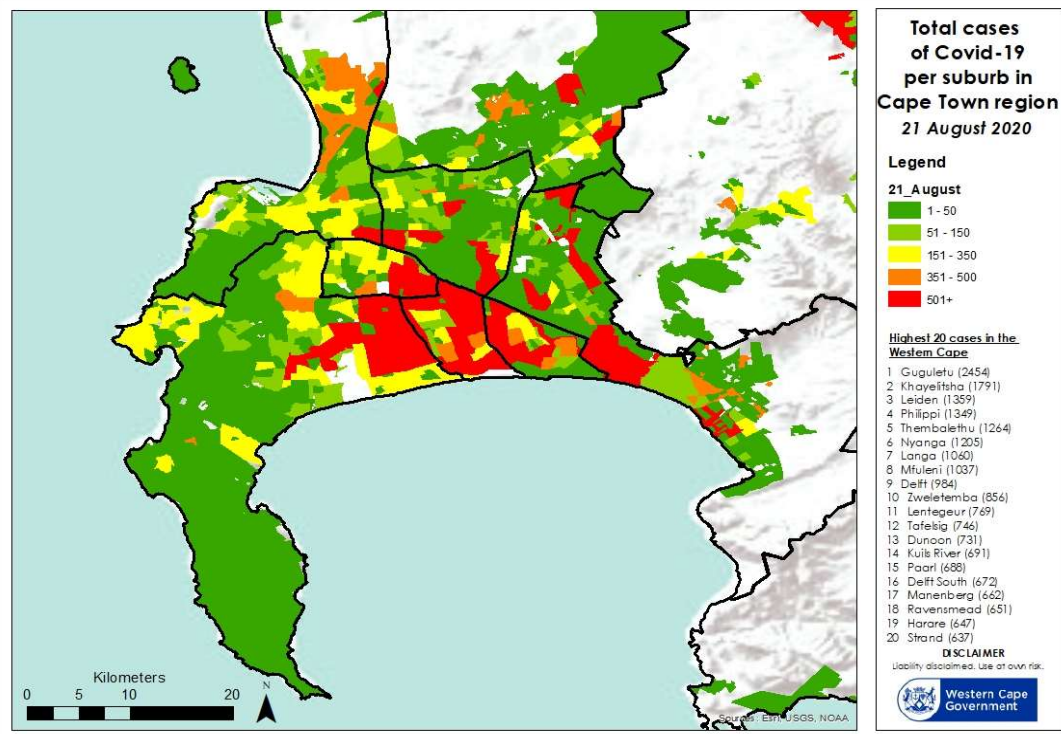 Total cases
of Covid-19
per suburb in
Cape Town region
21 August 2020
Legend
21_August
1 - 50
51 - 150
151 - 350
351 - 500
501+
Highest 20 cases in the
Western Cape
1 Guguletu (2454)
2 Khayelitsha (1791)
3 Leiden (1359)
4 Philippi (1349)
5 Thembalethu (1264)
6 Nyanga (1205)
7 Langa (1060)
8 Mfuleni (1037)
9 Delft (984)
10 Zweletemba (856)
11 Lentegeur (769)
12 Tafelsig (746)
13 Dunoon (731)
14 Kuils River (691)
15 Paarl (688)
16 Delft South (672)
17 Manenberg (662)
18 Ravensmead (651)
19 Harare (647)
20 Strand (637)
DISCLAIMER
Liability disclaimed. Use at own risk.
Western Cape
Government
Kilometers
0 5 10 20
N
Sources: Esri, USGS, NOAA